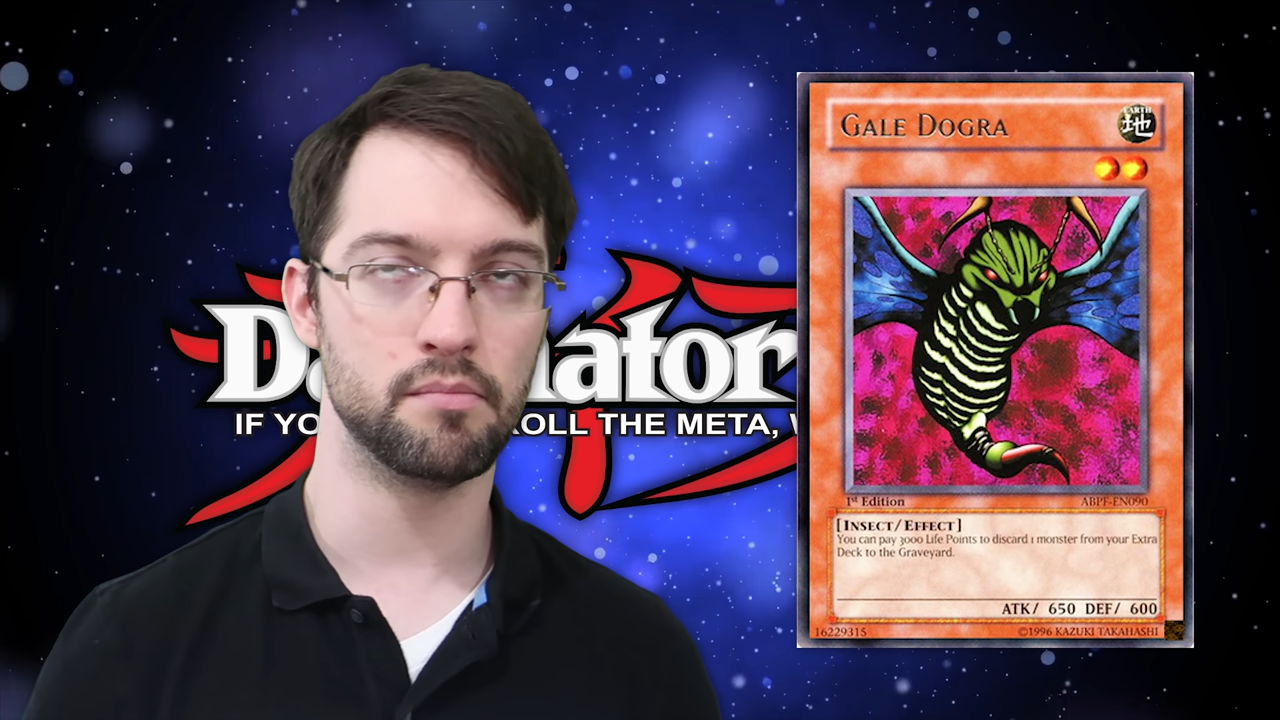 IF YO
ROLL THE META, W
GALE DOGRA
EARTH
地
1st Edition
ABPF-EN090
[INSECT/EFFECT]
You can pay 3000 Life Points to discard 1 monster from your Extra
Deck to the Graveyard.
ATK/ 650 DEF/ 600
16229315
©1996 KAZUKI TAKAHASHI